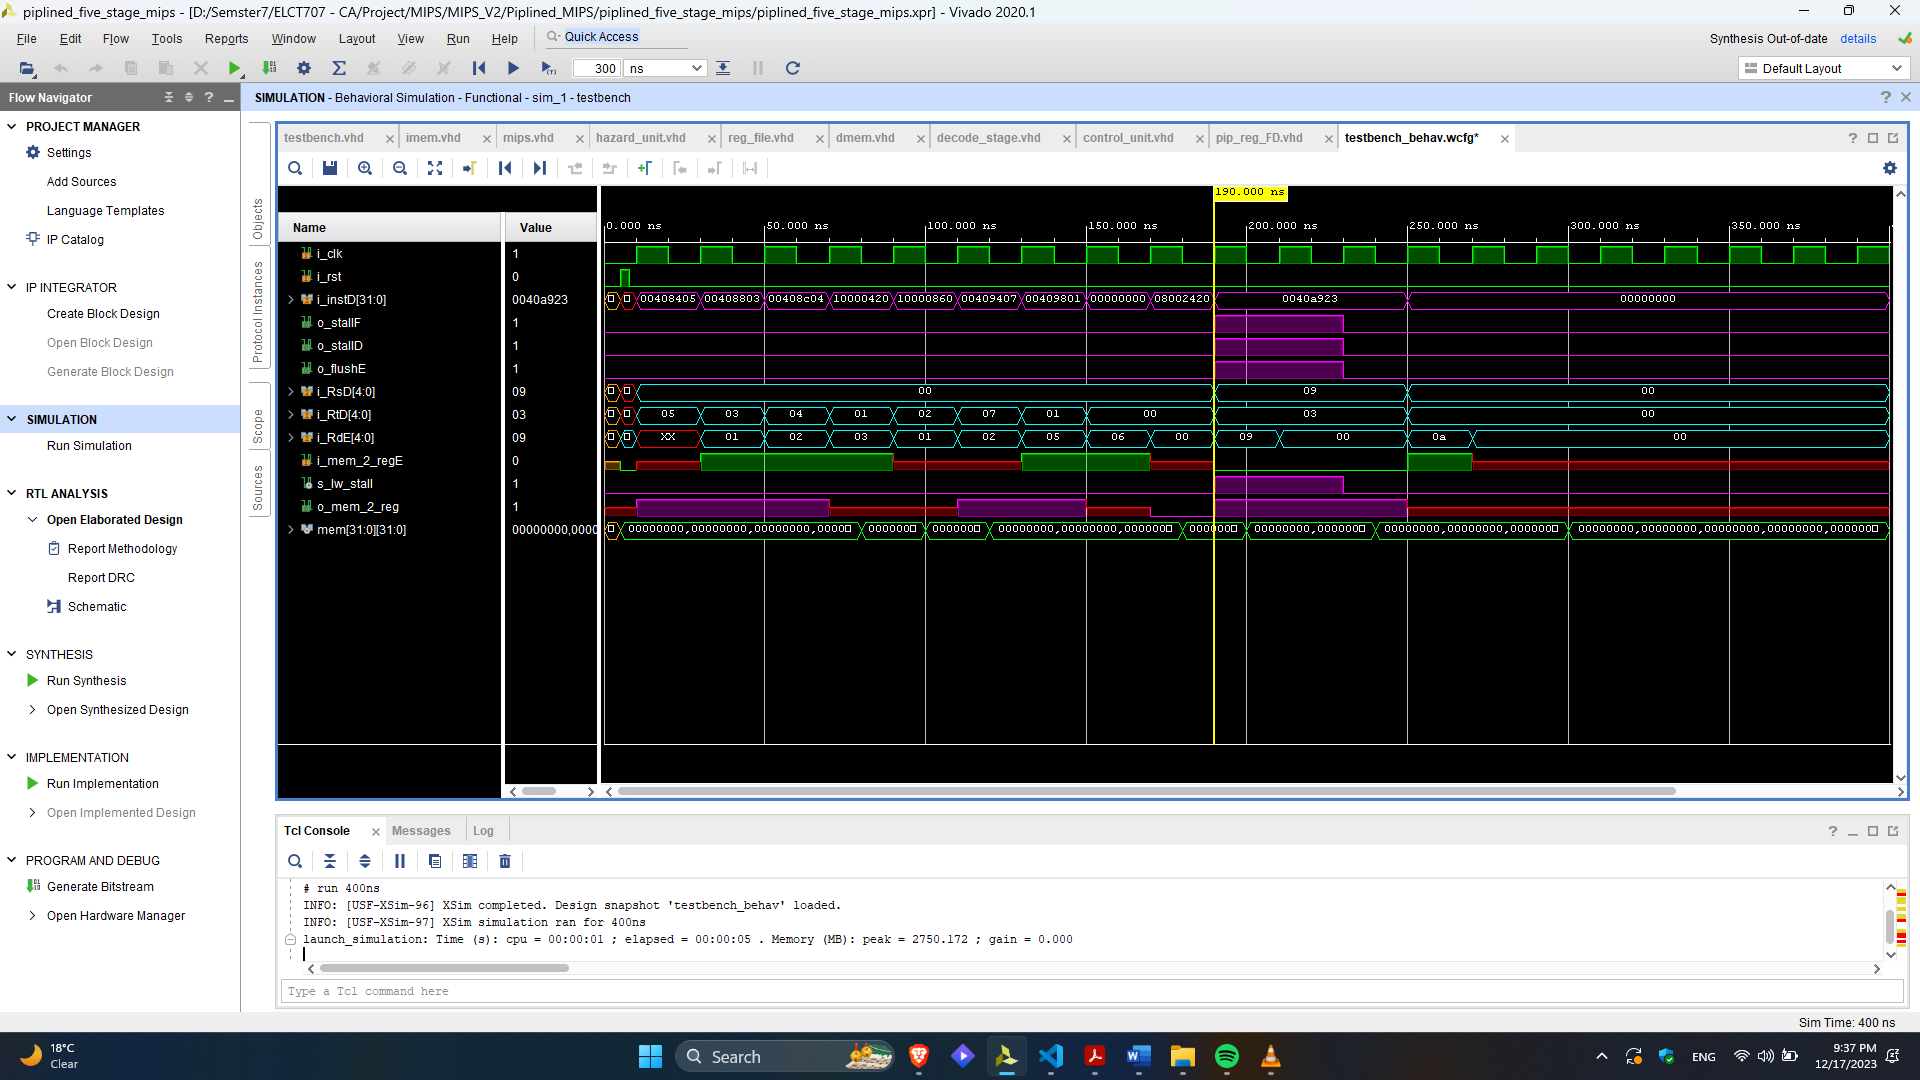 piplined_five_stage_mips - [D:/Semster7/ELCT707 - CA/Project/MIPS/MIPS_V2/Piplined_MIPS/piplined_five_stage_mips/piplined_five_stage_mips.xpr] - Vivado 2020.1
File Edit Flow Tools Reports Window Layout View Run Help Quick Access
Synthesis Out-of-date details
300 ns
Default Layout
Flow Navigator
SIMULATION - Behavioral Simulation - Functional - sim_1 - testbench
PROJECT MANAGER
Settings
Add Sources
Language Templates
IP Catalog
IP INTEGRATOR
Create Block Design
Open Block Design
Generate Block Design
SIMULATION
Run Simulation
RTL ANALYSIS
Open Elaborated Design
Report Methodology
Report DRC
Schematic
SYNTHESIS
Run Synthesis
Open Synthesized Design
IMPLEMENTATION
Run Implementation
Open Implemented Design
PROGRAM AND DEBUG
Generate Bitstream
Open Hardware Manager
Objects
Protocol Instances
Scope
Sources
testbench.vhd imem.vhd mips.vhd hazard_unit.vhd reg_file.vhd dmem.vhd decode_stage.vhd control_unit.vhd pip_reg_FD.vhd testbench_behav.wcfg*
190.000 ns
Name Value
0.000 ns 50.000 ns 100.000 ns 150.000 ns 200.000 ns 250.000 ns 300.000 ns 350.000 ns
i_clk 1
i_rst 0
i_instD[31:0] 0040a923 00408405 00408803 00408c04 10000420 10000860 00409407 00409801 00000000 08002420 0040a923 00000000
o_stallF 1
o_stallD 1
o_flushE 1
i_RsD[4:0] 09 00 09 00
i_RtD[4:0] 03 05 03 04 01 02 07 01 00 03 00
i_RdE[4:0] 09 XX 01 02 03 01 02 05 06 00 09 00 0a 00
i_mem_2_regE 0
s_lw_stall 1
o_mem_2_reg 1
mem[31:0][31:0] 00000000,0000 00000000,00000000,00000000,0000 0000000 0000000 00000000,00000000,0000000 0000000 00000000,0000000 00000000,00000000,0000000 00000000,00000000,00000000,00000000,0000000
Tcl Console Messages Log
# run 400ns
INFO: [USF-XSim-96] XSim completed. Design snapshot 'testbench_behav' loaded.
INFO: [USF-XSim-97] XSim simulation ran for 400ns
launch_simulation: Time (s): cpu = 00:00:01 ; elapsed = 00:00:05 . Memory (MB): peak = 2750.172 ; gain = 0.000
Type a Tcl command here
Sim Time: 400 ns
18°C
Clear
Search
ENG
9:37 PM
12/17/2023